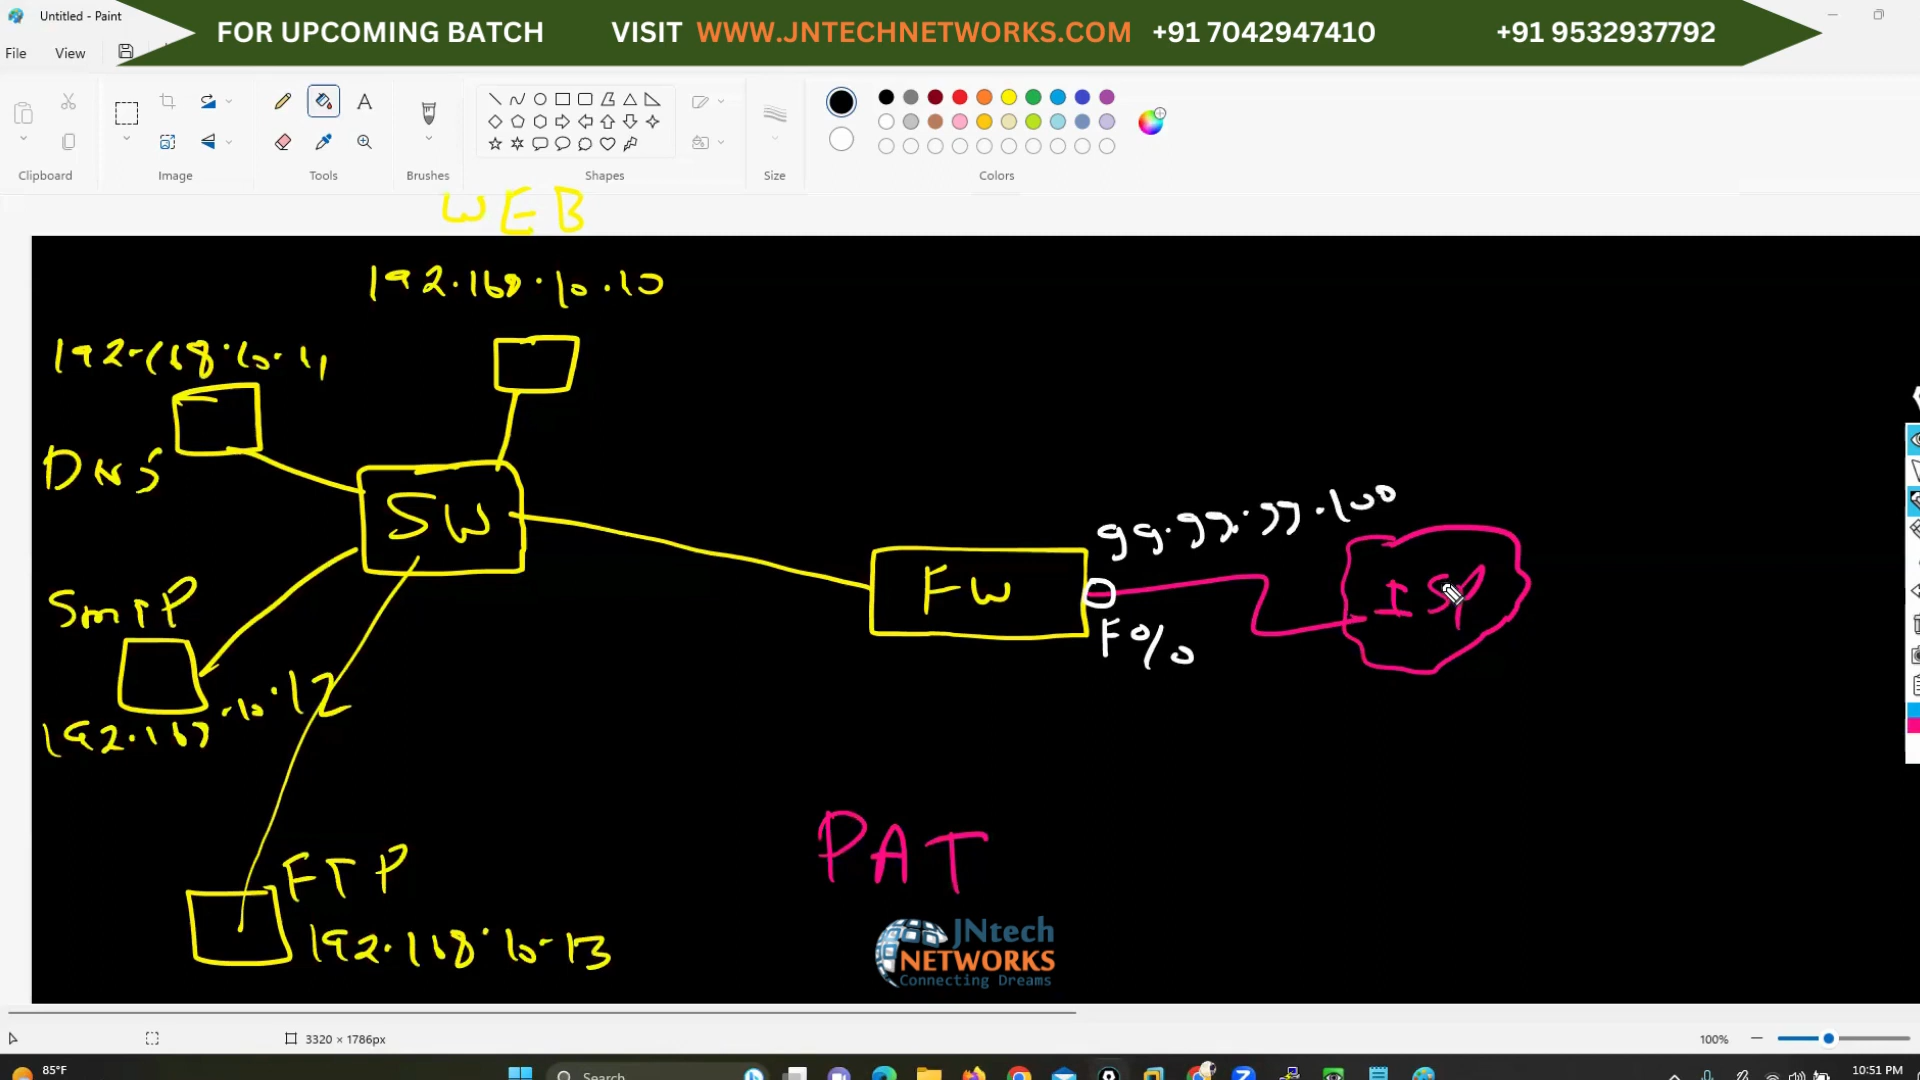 Untitled - Paint
FOR UPCOMING BATCH VISIT WWW.JNTECHNETWORKS.COM +91 7042947410 +91 9532937792
File View
Clipboard Image Tools Brushes Shapes Size Colors
WEB
192.168.10.10
192.168.10.11
DNS
SW
99.99.99.100
FW
ISP
SMTP
F0/0
192.168.10.12
PAT
FTP
192.168.10.13
JNtech
NETWORKS
Connecting Dreams
3320 × 1786px
100%
85°F
Search
10:51 PM